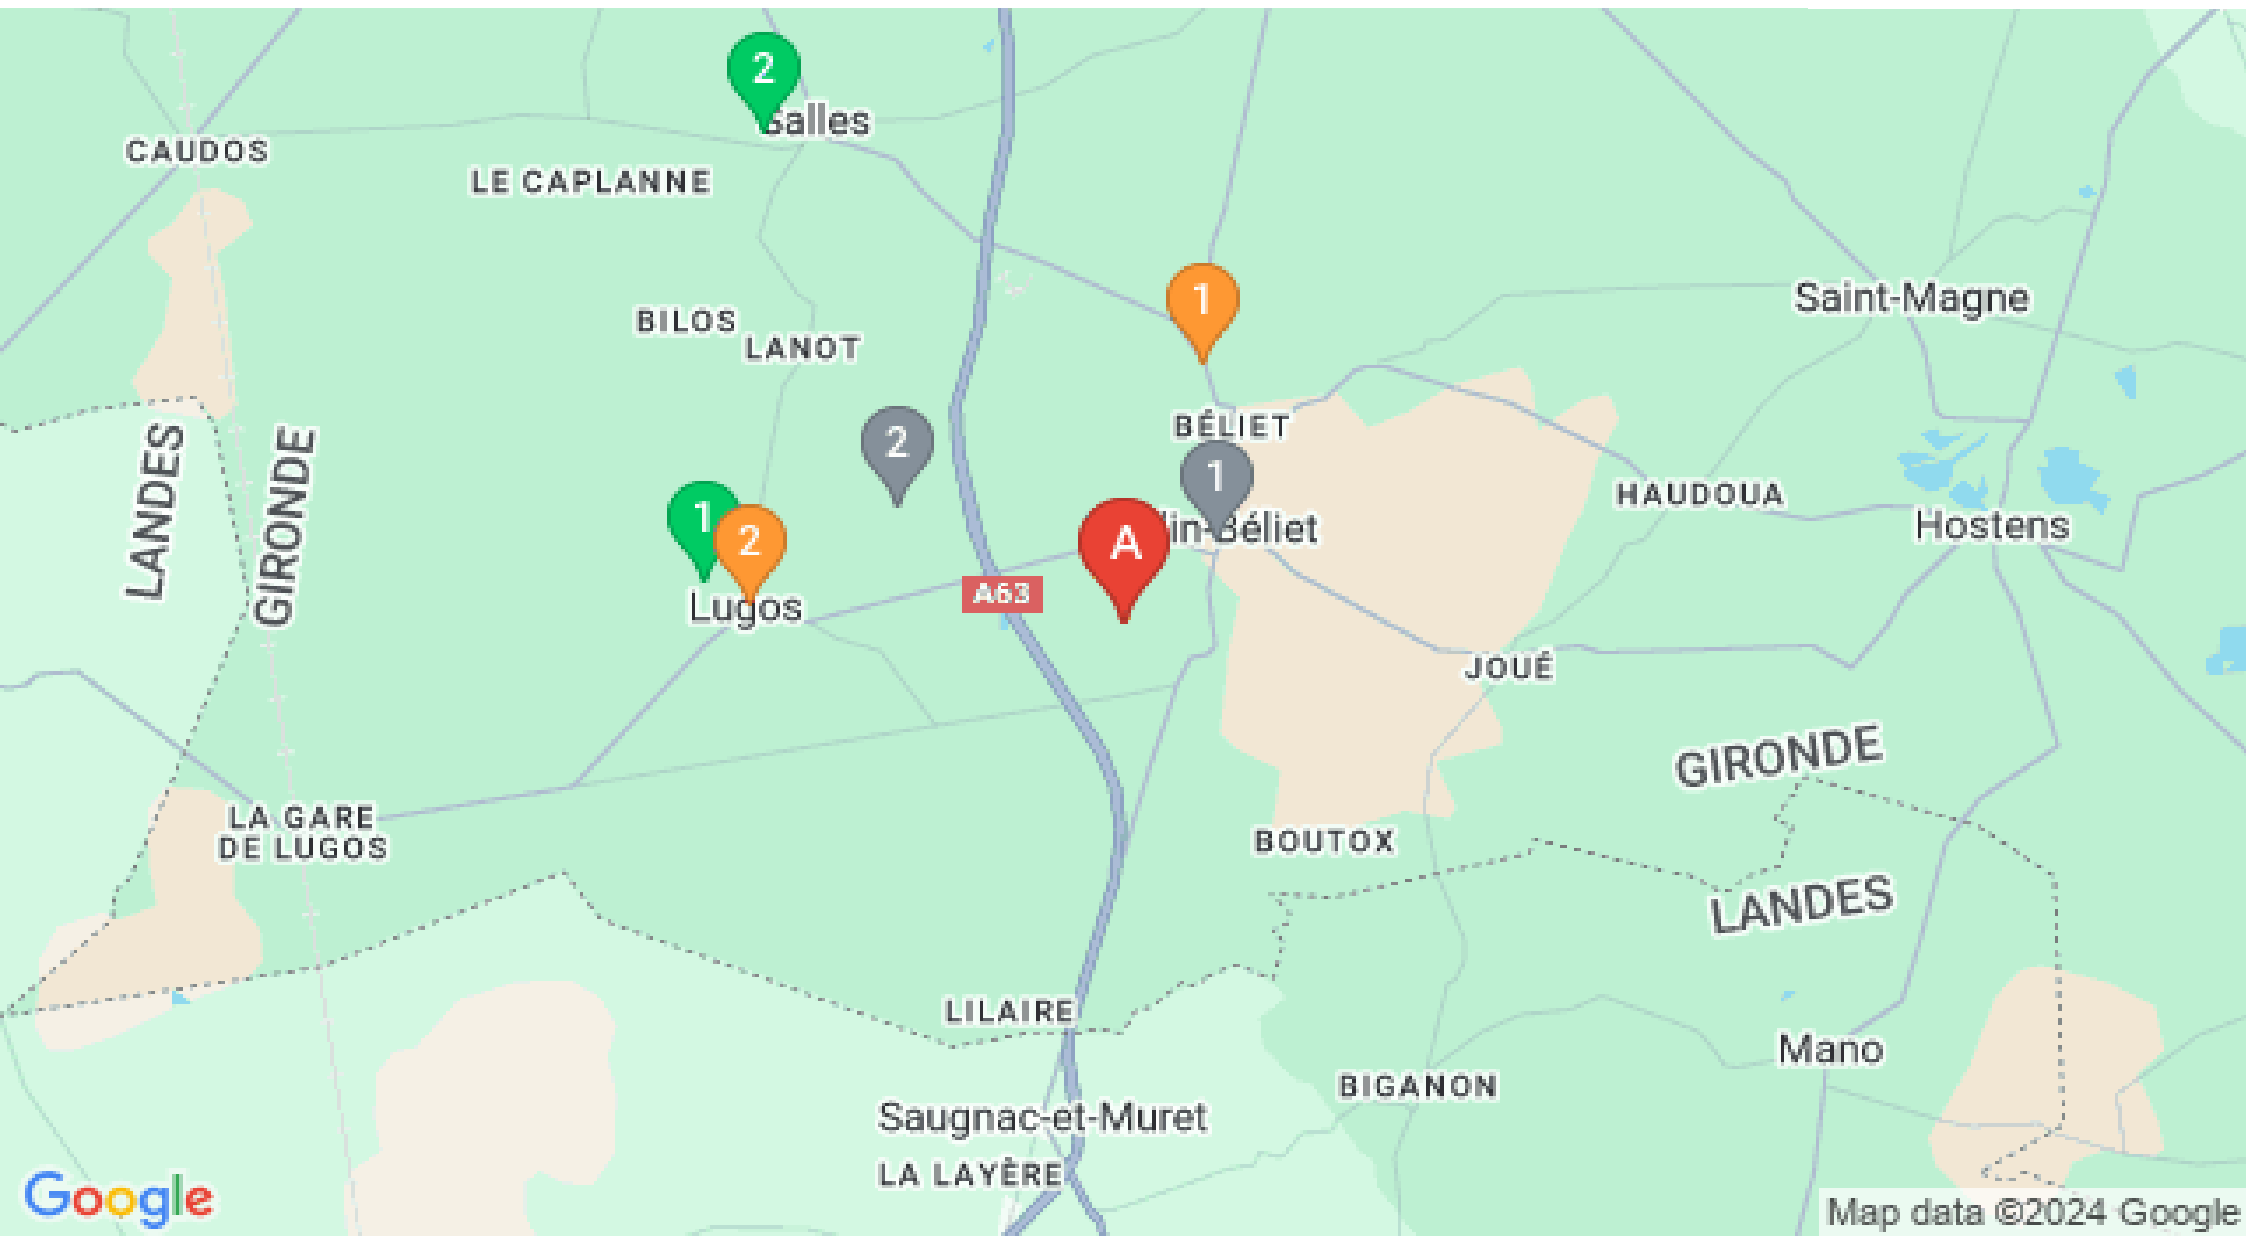 2
Salles
CAUDOS
LE CAPLANNE
1
Saint-Magne
BILOS
LANOT
BÉLIET
2
1
LANDES
GIRONDE
HAUDOUA
1
2
A
in-Béliet
Hostens
A63
Lugos
JOUÉ
GIRONDE
LA GARE
DE LUGOS
BOUTOX
LANDES
LILAIRE
Mano
BIGANON
Saugnac-et-Muret
LA LAYÈRE
Google
Map data ©2024 Google